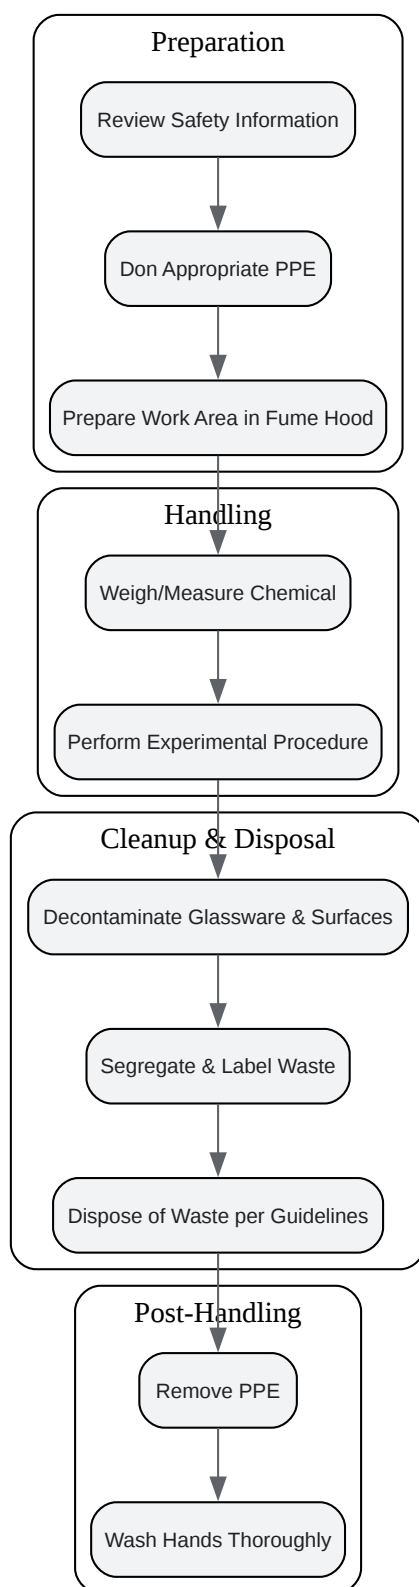 Preparation
Review Safety Information
Don Appropriate PPE
Prepare Work Area in Fume Hood
Handling
Weigh/Measure Chemical
Perform Experimental Procedure
Cleanup & Disposal
Decontaminate Glassware & Surfaces
Segregate & Label Waste
Dispose of Waste per Guidelines
Post-Handling
Remove PPE
Wash Hands Thoroughly